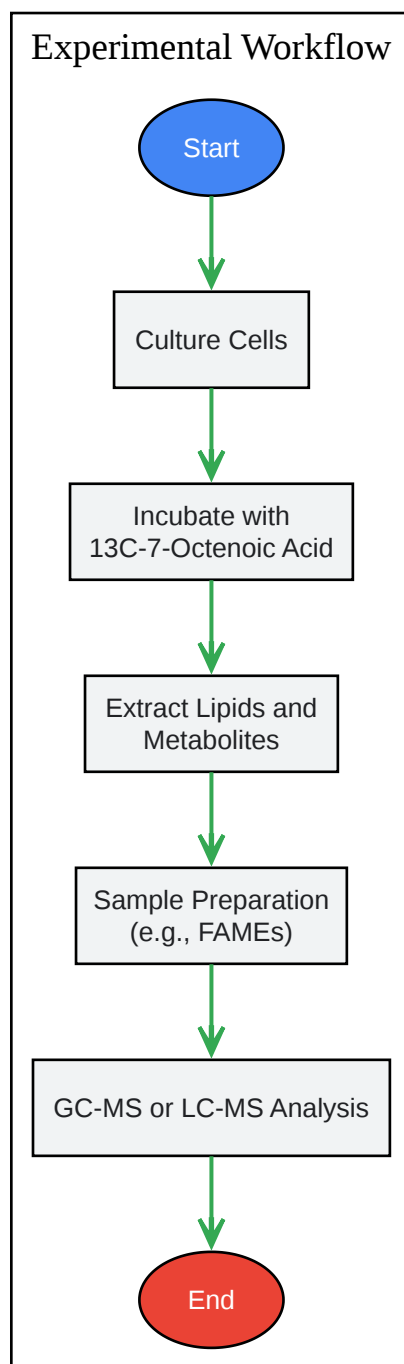 Experimental Workflow
Start
Culture Cells
Incubate with
13C-7-Octenoic Acid
Extract Lipids and
Metabolites
Sample Preparation
(e.g., FAMEs)
GC-MS or LC-MS Analysis
End